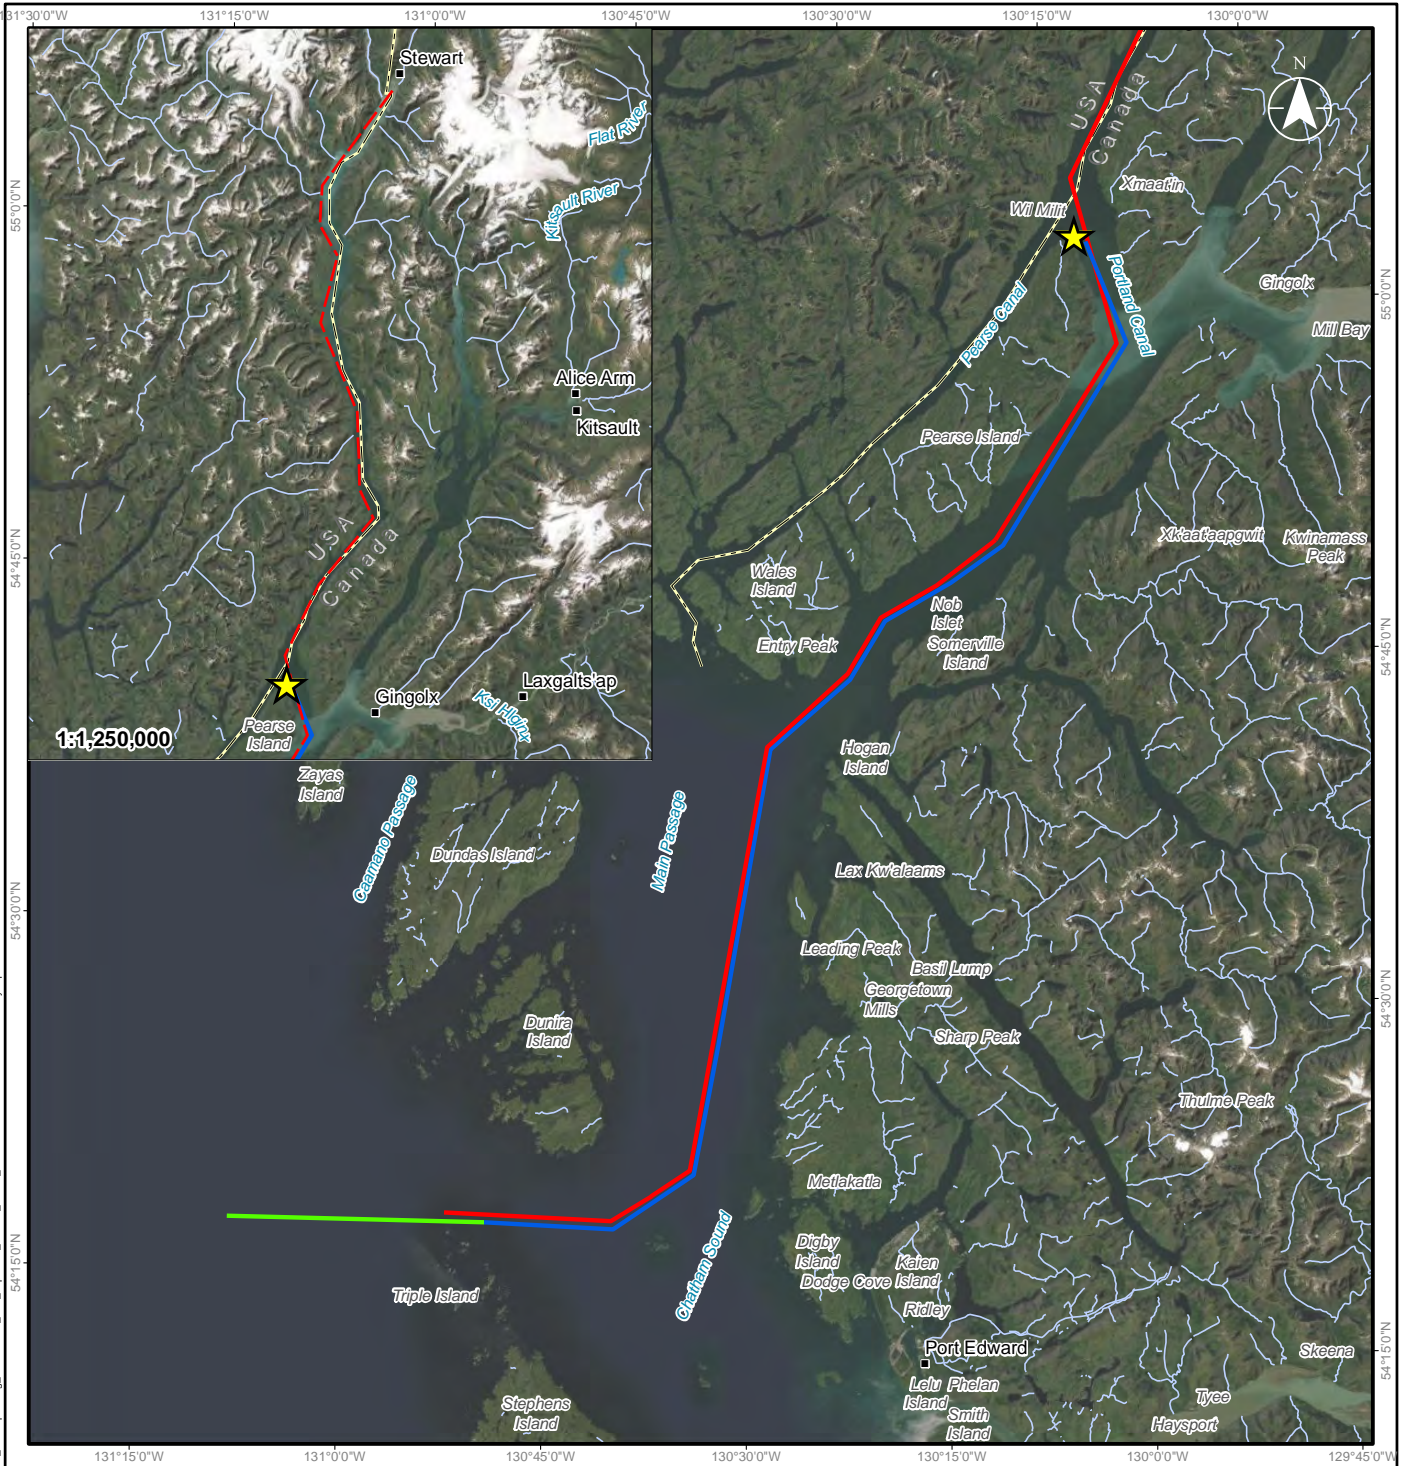 131°30'0"W
131°15'0"W
131°0'0"W
130°45'0"W
130°30'0"W
130°15'0"W
130°0'0"W
N
Stewart
Flat River
Kitsault River
Alice Arm
Kitsault
USA
Canada
Laxgalts'ap
Gingolx
Ksi Hlginx
Pearse
Island
1:1,250,000
USA
Canada
Xmaat'in
Wil Milit
Portland Canal
Gingolx
Mill Bay
Pearse Canal
Pearse Island
Xk'aat'aapgwit
Kwinamass
Peak
Wales
Island
Nob
Islet
Entry Peak
Somerville
Island
Hogan
Island
Zayas
Island
Caamano Passage
Main Passage
Dundas Island
Lax Kw'alaams
Leading Peak
Basil Lump
Georgetown
Mills
Dunira
Island
Sharp Peak
Thulme Peak
Metlakatla
Chatham Sound
Digby
Island
Kaien
Island
Dodge Cove
Triple Island
Ridley
Port Edward
Skeena
Lelu
Island
Phelan
Tyee
Stephens
Island
Smith
Island
Haysport
55°0'0"N
54°45'0"N
54°30'0"N
54°15'0"N
55°0'0"N
54°45'0"N
54°30'0"N
54°15'0"N
131°15'0"W
131°0'0"W
130°45'0"W
130°30'0"W
130°15'0"W
130°0'0"W
129°45'0"W